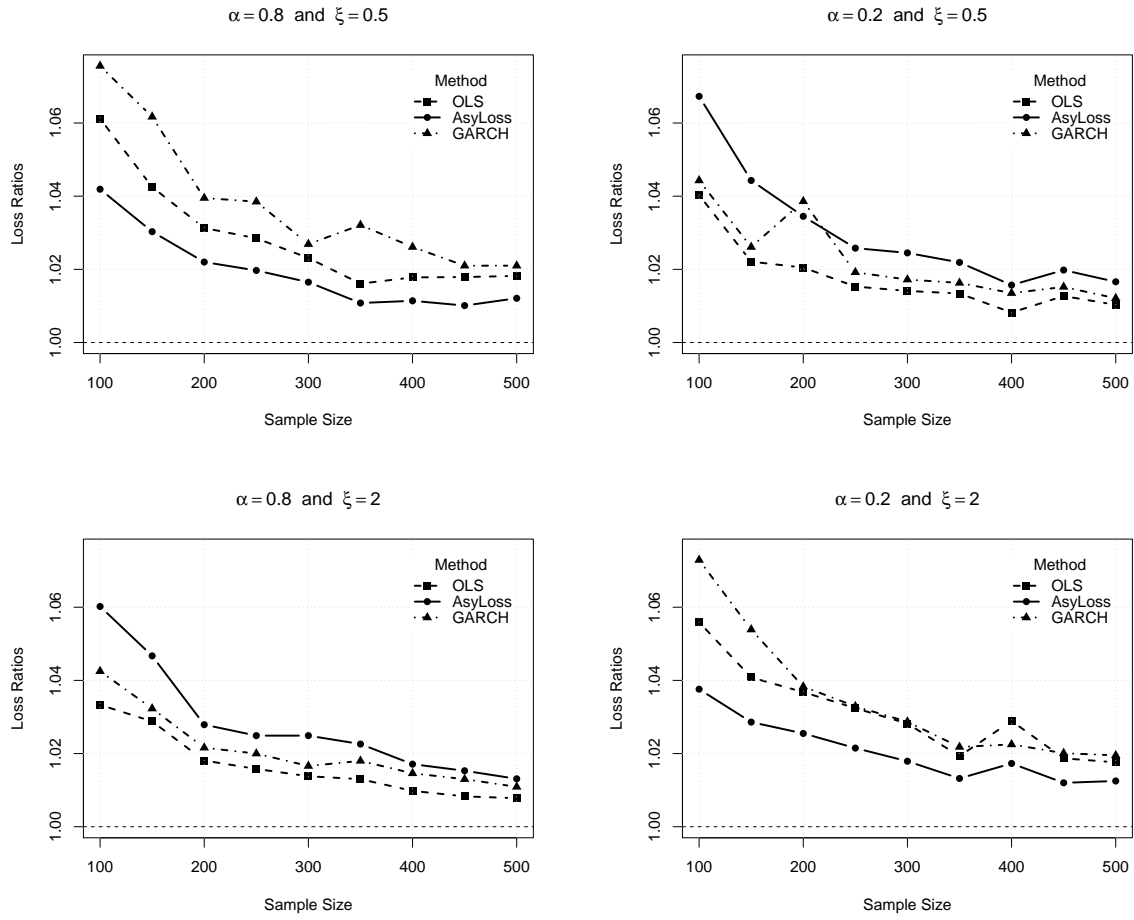 α = 0.8 and ξ = 0.5
Loss Ratios
1.00 1.02 1.04 1.06
Method
OLS
AsyLoss
GARCH
100 200 300 400 500
Sample Size
α = 0.2 and ξ = 0.5
Loss Ratios
1.00 1.02 1.04 1.06
Method
OLS
AsyLoss
GARCH
100 200 300 400 500
Sample Size
α = 0.8 and ξ = 2
Loss Ratios
1.00 1.02 1.04 1.06
Method
OLS
AsyLoss
GARCH
100 200 300 400 500
Sample Size
α = 0.2 and ξ = 2
Loss Ratios
1.00 1.02 1.04 1.06
Method
OLS
AsyLoss
GARCH
100 200 300 400 500
Sample Size